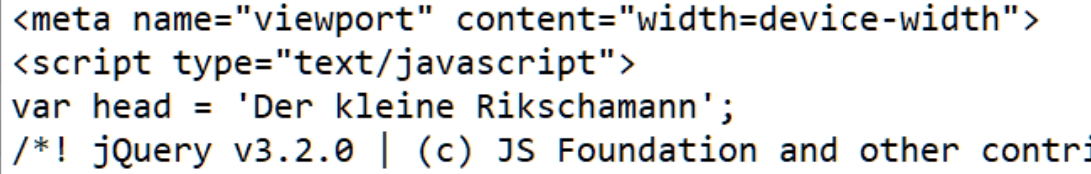 <meta name="viewport" content="width=device-width">
<script type="text/javascript">
var head = 'Der kleine Rikschamann';
/*! jQuery v3.2.0 | (c) JS Foundation and other contri